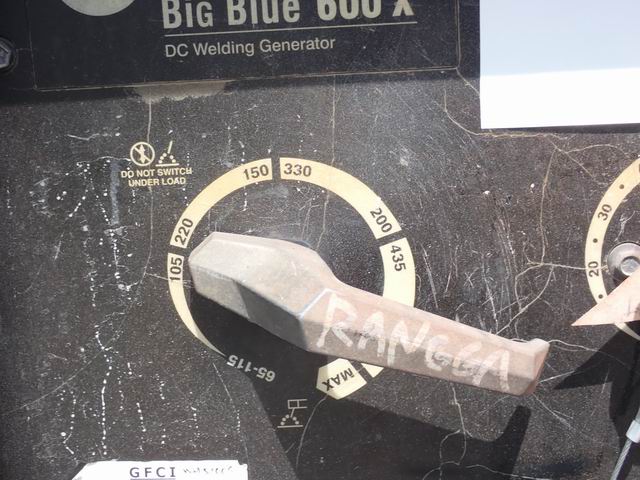 BIG BLUE 600 X
DC Welding Generator
DO NOT SWITCH
UNDER LOAD
150
330
220
200
105
435
65-115
MAX
RANGGA
30
20
GFCI